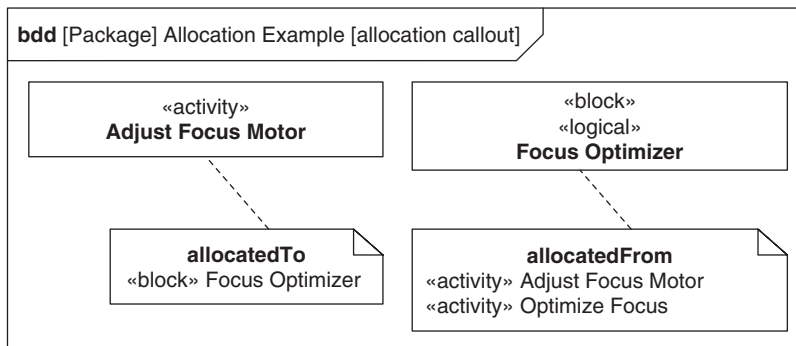 bdd [Package] Allocation Example [allocation callout]
«activity»
Adjust Focus Motor
«block»
«logical»
Focus Optimizer
allocatedTo
«block» Focus Optimizer
allocatedFrom
«activity» Adjust Focus Motor
«activity» Optimize Focus